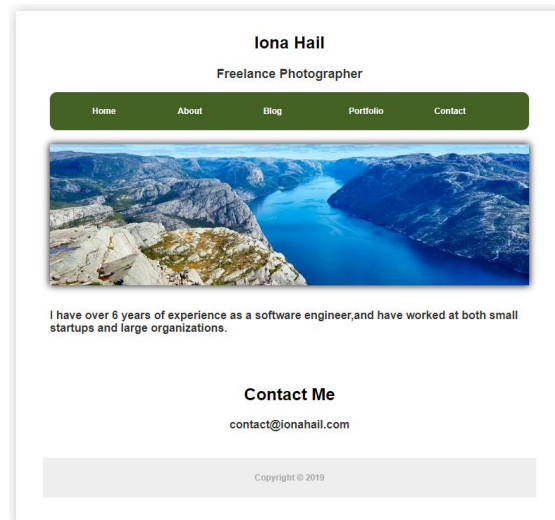 Iona Hail
Freelance Photographer
Home About Blog Portfolio Contact
I have over 6 years of experience as a software engineer,and have worked at both small
startups and large organizations.
Contact Me
contact@ionahail.com
Copyright © 2019